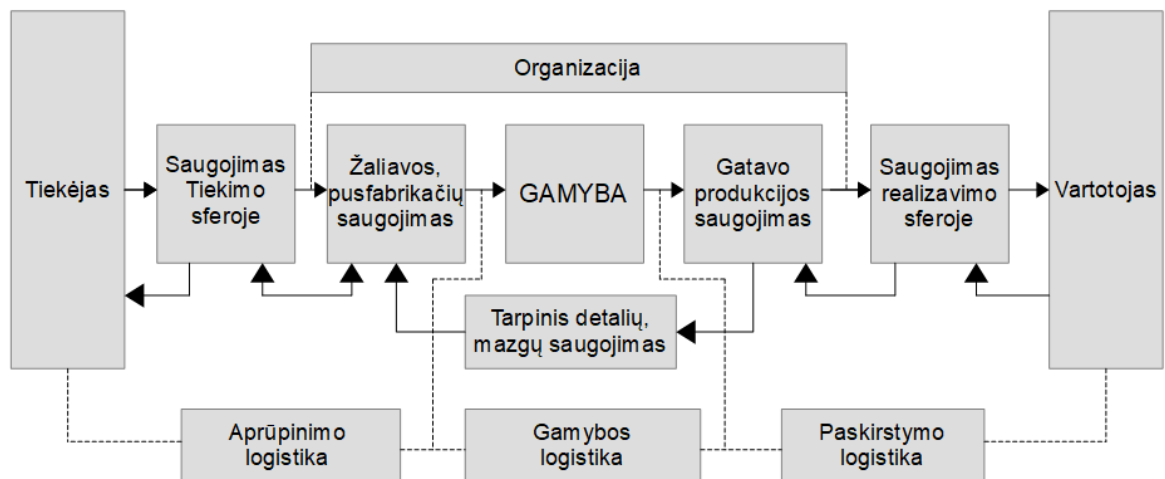 Organizacija
Tiekėjas
Saugojimas
Tiekimo
sferoje
Žaliavos,
pusfabrikačių
saugojimas
GAMYBA
Gatavo
produkcijos
saugojimas
Saugojimas
realizavimo
sferoje
Vartotojas
Tarpinis detalių,
mazgų saugojimas
Aprūpinimo
logistika
Gamybos
logistika
Paskirstymo
logistika